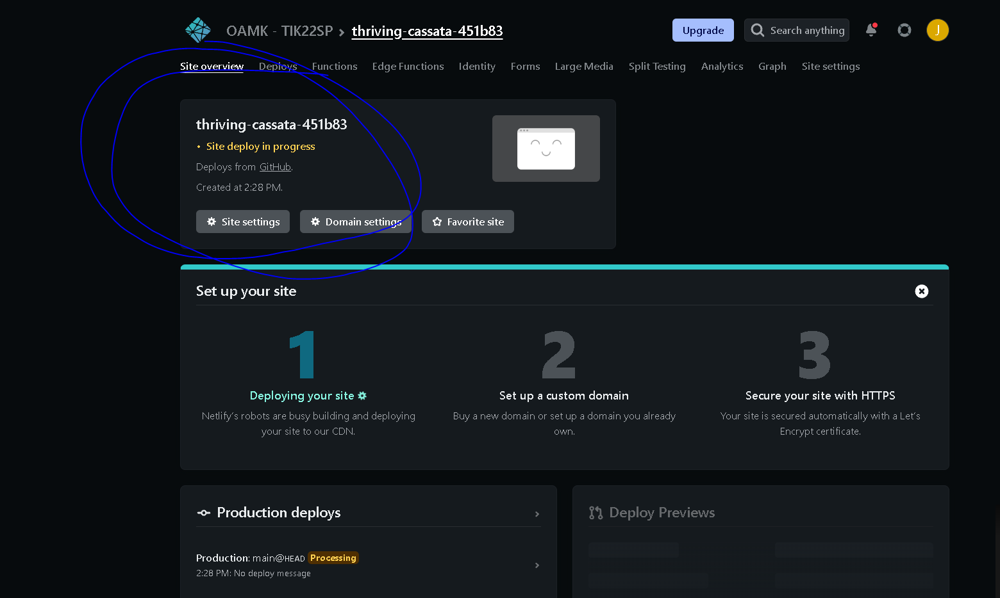 OAMK - TIK22SP > thriving-cassata-451b83
Upgrade
Search anything
J
Site overview Deploys Functions Edge Functions Identity Forms Large Media Split Testing Analytics Graph Site settings
thriving-cassata-451b83
• Site deploy in progress
Deploys from GitHub.
Created at 2:28 PM.
Site settings
Domain settings
Favorite site
Set up your site
1
Deploying your site
Netlify's robots are busy building and deploying
your site to our CDN.
2
Set up a custom domain
Buy a new domain or set up a domain you already
own.
3
Secure your site with HTTPS
Your site is secured automatically with a Let's
Encrypt certificate.
Production deploys
Production: main@HEAD Processing
2:28 PM: No deploy message
Deploy Previews